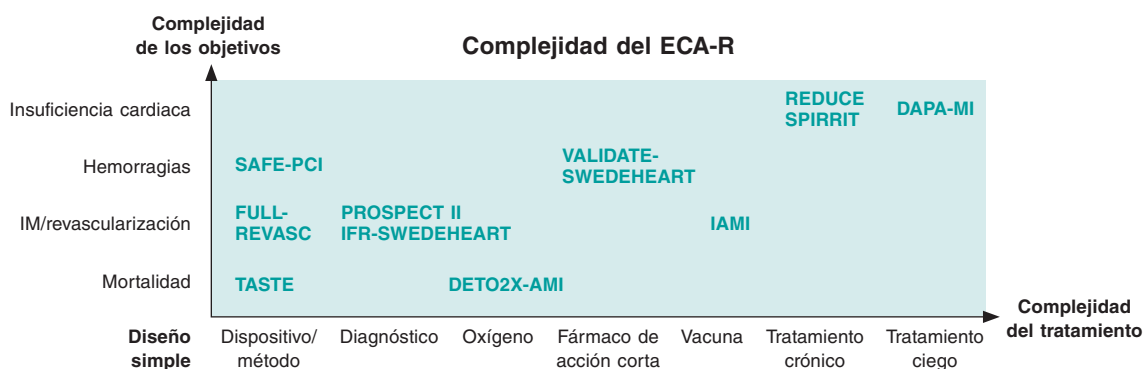 Complejidad
de los objetivos
Complejidad del ECA-R
Insuficiencia cardiaca
REDUCE
SPIRRIT
DAPA-MI
Hemorragias
SAFE-PCI
VALIDATE-
SWEDEHEART
IM/revascularización
FULL-
REVASC
PROSPECT II
IFR-SWEDEHEART
IAMI
Mortalidad
TASTE
DETO2X-AMI
Complejidad
del tratamiento
Diseño
simple
Dispositivo/
método
Diagnóstico
Oxígeno
Fármaco de
acción corta
Vacuna
Tratamiento
crónico
Tratamiento
ciego